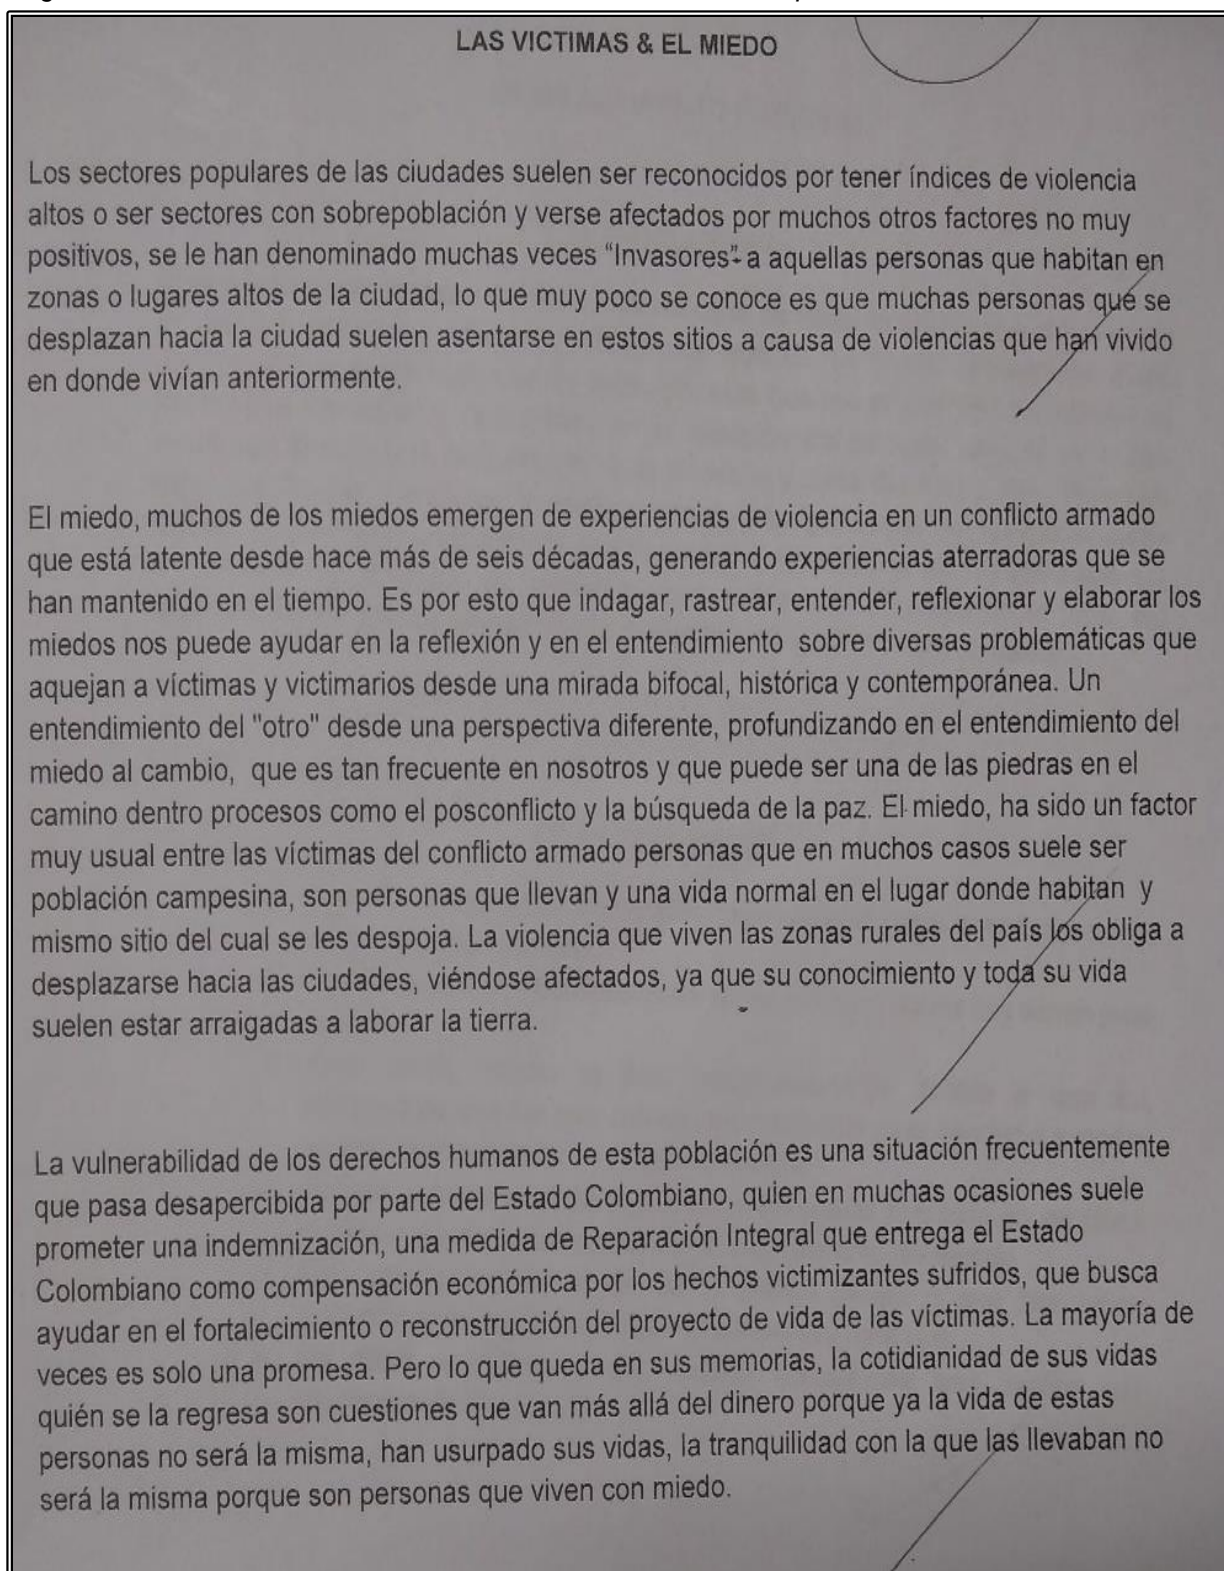 LAS VICTIMAS & EL MIEDO
Los sectores populares de las ciudades suelen ser reconocidos por tener índices de violencia
altos o ser sectores con sobrepoblación y verse afectados por muchos otros factores no muy
positivos, se le han denominado muchas veces “Invasores” a aquellas personas que habitan en
zonas o lugares altos de la ciudad, lo que muy poco se conoce es que muchas personas que se
desplazan hacia la ciudad suelen asentarse en estos sitios a causa de violencias que han vivido
en donde vivían anteriormente.
El miedo, muchos de los miedos emergen de experiencias de violencia en un conflicto armado
que está latente desde hace más de seis décadas, generando experiencias aterradoras que se
han mantenido en el tiempo. Es por esto que indagar, rastrear, entender, reflexionar y elaborar los
miedos nos puede ayudar en la reflexión y en el entendimiento sobre diversas problemáticas que
aquejan a víctimas y victimarios desde una mirada bifocal, histórica y contemporánea. Un
entendimiento del "otro" desde una perspectiva diferente, profundizando en el entendimiento del
miedo al cambio, que es tan frecuente en nosotros y que puede ser una de las piedras en el
camino dentro procesos como el posconflicto y la búsqueda de la paz. El miedo, ha sido un factor
muy usual entre las víctimas del conflicto armado personas que en muchos casos suele ser
población campesina, son personas que llevan y una vida normal en el lugar donde habitan y
mismo sitio del cual se les despoja. La violencia que viven las zonas rurales del país los obliga a
desplazarse hacia las ciudades, viéndose afectados, ya que su conocimiento y toda su vida
suelen estar arraigadas a laborar la tierra.
La vulnerabilidad de los derechos humanos de esta población es una situación frecuentemente
que pasa desapercibida por parte del Estado Colombiano, quien en muchas ocasiones suele
prometer una indemnización, una medida de Reparación Integral que entrega el Estado
Colombiano como compensación económica por los hechos victimizantes sufridos, que busca
ayudar en el fortalecimiento o reconstrucción del proyecto de vida de las víctimas. La mayoría de
veces es solo una promesa. Pero lo que queda en sus memorias, la cotidianidad de sus vidas
quién se la regresa son cuestiones que van más allá del dinero porque ya la vida de estas
personas no será la misma, han usurpado sus vidas, la tranquilidad con la que las llevaban no
será la misma porque son personas que viven con miedo.